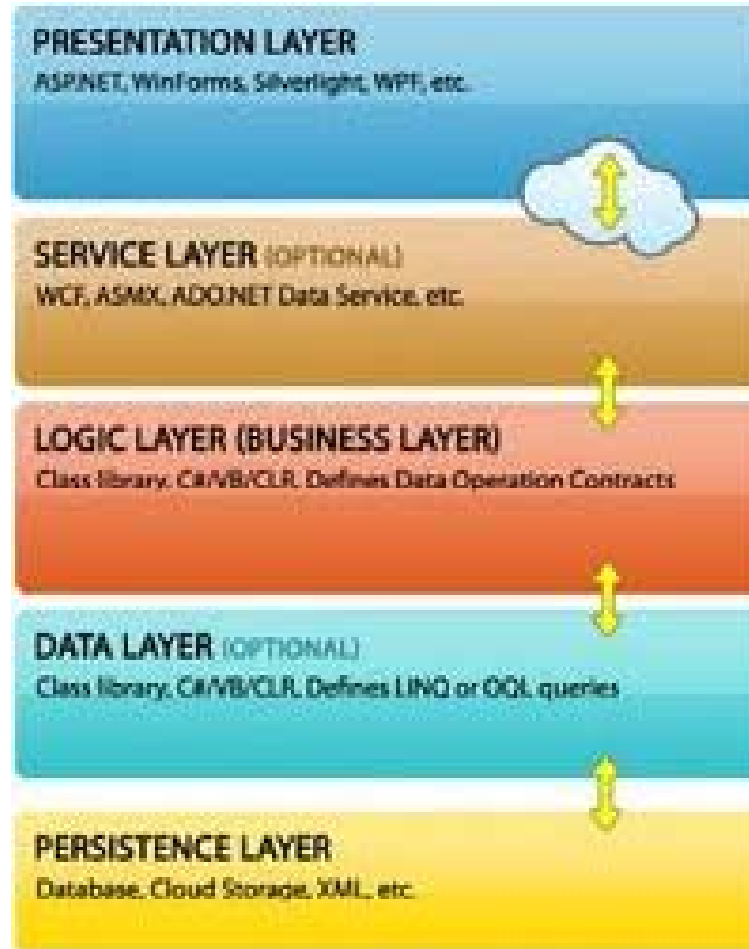 PRESENTATION LAYER
ASP.NET, WinForms, Silverlight, WPF, etc.
SERVICE LAYER (OPTIONAL)
WCF, ASMX, ADO.NET Data Service, etc.
LOGIC LAYER (BUSINESS LAYER)
Class library, C#/VB/CLR. Defines Data Operation Contracts
DATA LAYER (OPTIONAL)
Class library, C#/VB/CLR. Defines LINQ or OQL queries
PERSISTENCE LAYER
Database, Cloud Storage, XML, etc.